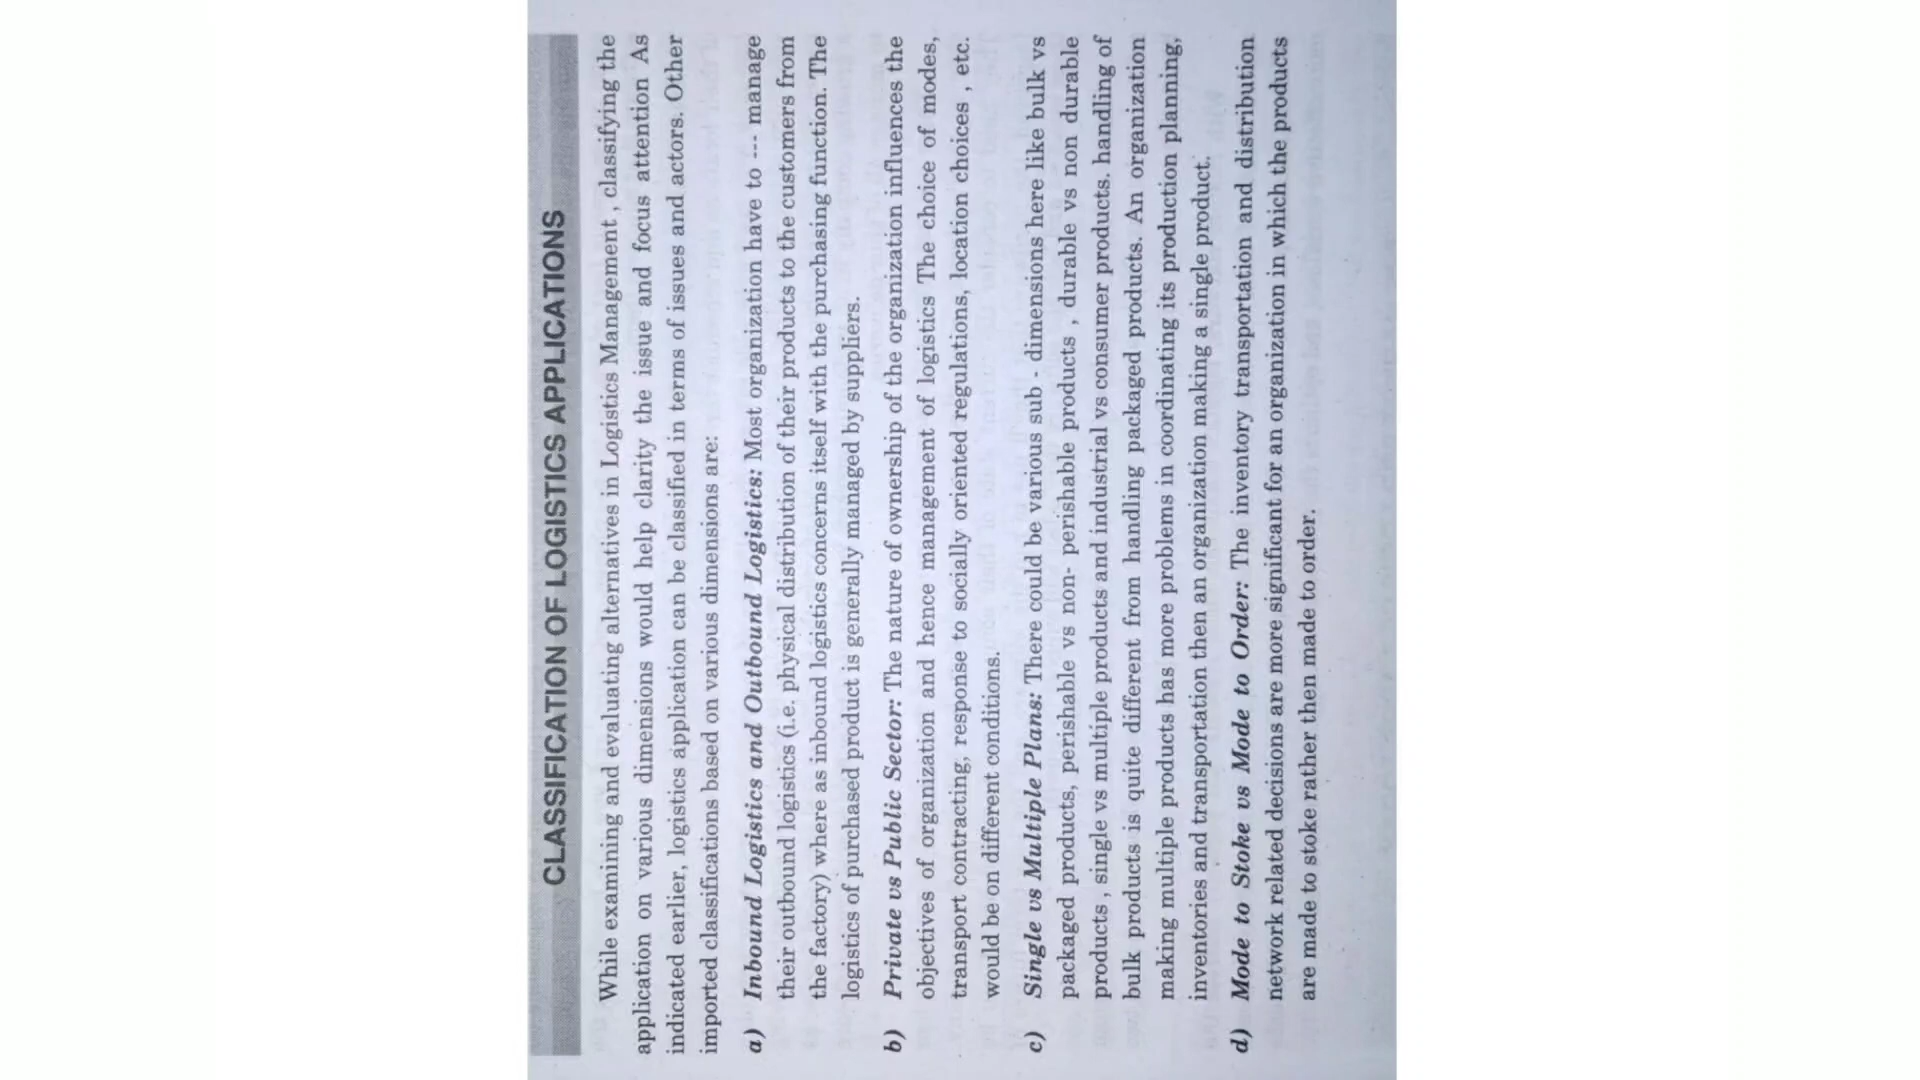 CLASSIFICATION OF LOGISTICS APPLICATIONS
While examining and evaluating alternatives in Logistics Management , classifying the
application on various dimensions would help clarity the issue and focus attention As
indicated earlier, logistics application can be classified in terms of issues and actors. Other
imported classifications based on various dimensions are:
a) Inbound Logistics and Outbound Logistics: Most organization have to --- manage
their outbound logistics (i.e. physical distribution of their products to the customers from
the factory) where as inbound logistics concerns itself with the purchasing function. The
logistics of purchased product is generally managed by suppliers.
b) Private vs Public Sector: The nature of ownership of the organization influences the
objectives of organization and hence management of logistics The choice of modes,
transport contracting, response to socially oriented regulations, location choices , etc.
would be on different conditions.
c) Single vs Multiple Plans: There could be various sub - dimensions here like bulk vs
packaged products, perishable vs non- perishable products , durable vs non durable
products , single vs multiple products and industrial vs consumer products. handling of
bulk products is quite different from handling packaged products. An organization
making multiple products has more problems in coordinating its production planning,
inventories and transportation then an organization making a single product.
d) Mode to Stoke vs Mode to Order: The inventory transportation and distribution
network related decisions are more significant for an organization in which the products
are made to stoke rather then made to order.